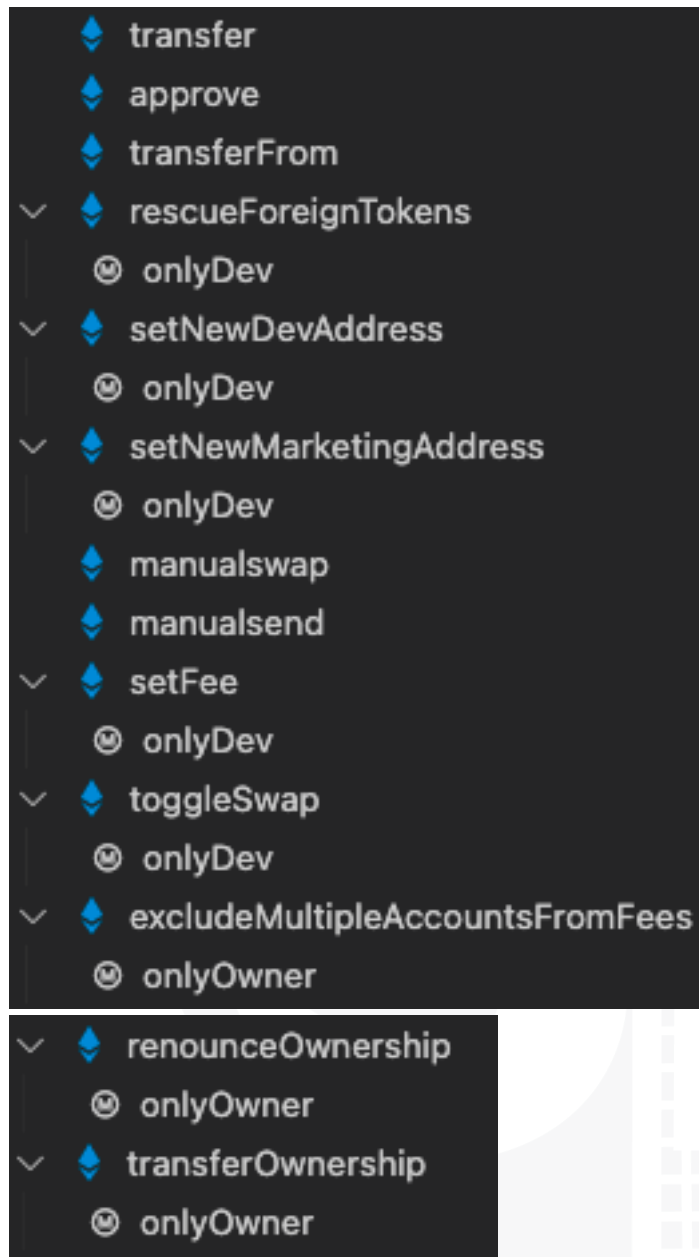 transfer
approve
transferFrom
rescueForeignTokens
onlyDev
setNewDevAddress
onlyDev
setNewMarketingAddress
onlyDev
manualswap
manualsend
setFee
onlyDev
toggleSwap
onlyDev
excludeMultipleAccountsFromFees
onlyOwner
renounceOwnership
onlyOwner
transferOwnership
onlyOwner